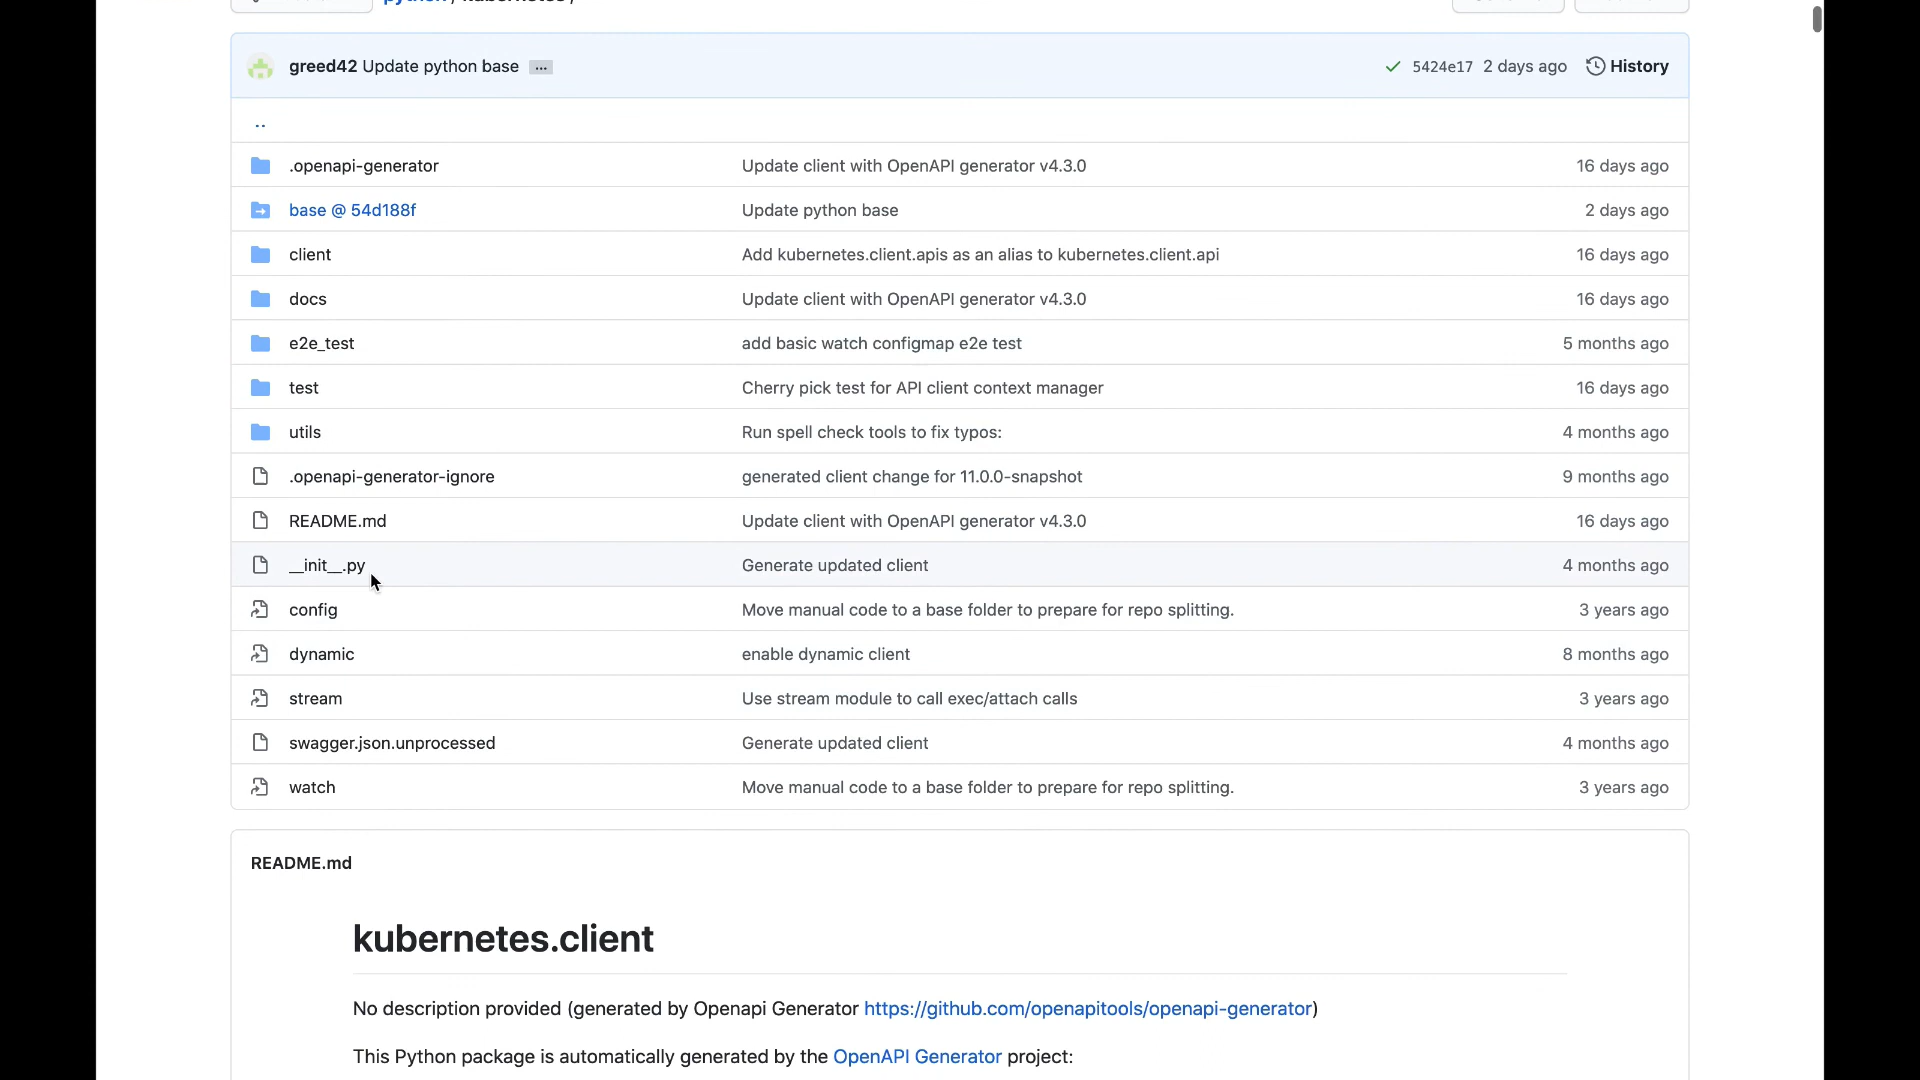 python / kubernetes /
greed42 Update python base ...
5424e17 2 days ago History
..
.openapi-generator Update client with OpenAPI generator v4.3.0 16 days ago
base @ 54d188f Update python base 2 days ago
client Add kubernetes.client.apis as an alias to kubernetes.client.api 16 days ago
docs Update client with OpenAPI generator v4.3.0 16 days ago
e2e_test add basic watch configmap e2e test 5 months ago
test Cherry pick test for API client context manager 16 days ago
utils Run spell check tools to fix typos: 4 months ago
.openapi-generator-ignore generated client change for 11.0.0-snapshot 9 months ago
README.md Update client with OpenAPI generator v4.3.0 16 days ago
__init__.py Generate updated client 4 months ago
config Move manual code to a base folder to prepare for repo splitting. 3 years ago
dynamic enable dynamic client 8 months ago
stream Use stream module to call exec/attach calls 3 years ago
swagger.json.unprocessed Generate updated client 4 months ago
watch Move manual code to a base folder to prepare for repo splitting. 3 years ago
README.md
kubernetes.client
No description provided (generated by Openapi Generator https://github.com/openapitools/openapi-generator)
This Python package is automatically generated by the OpenAPI Generator project: